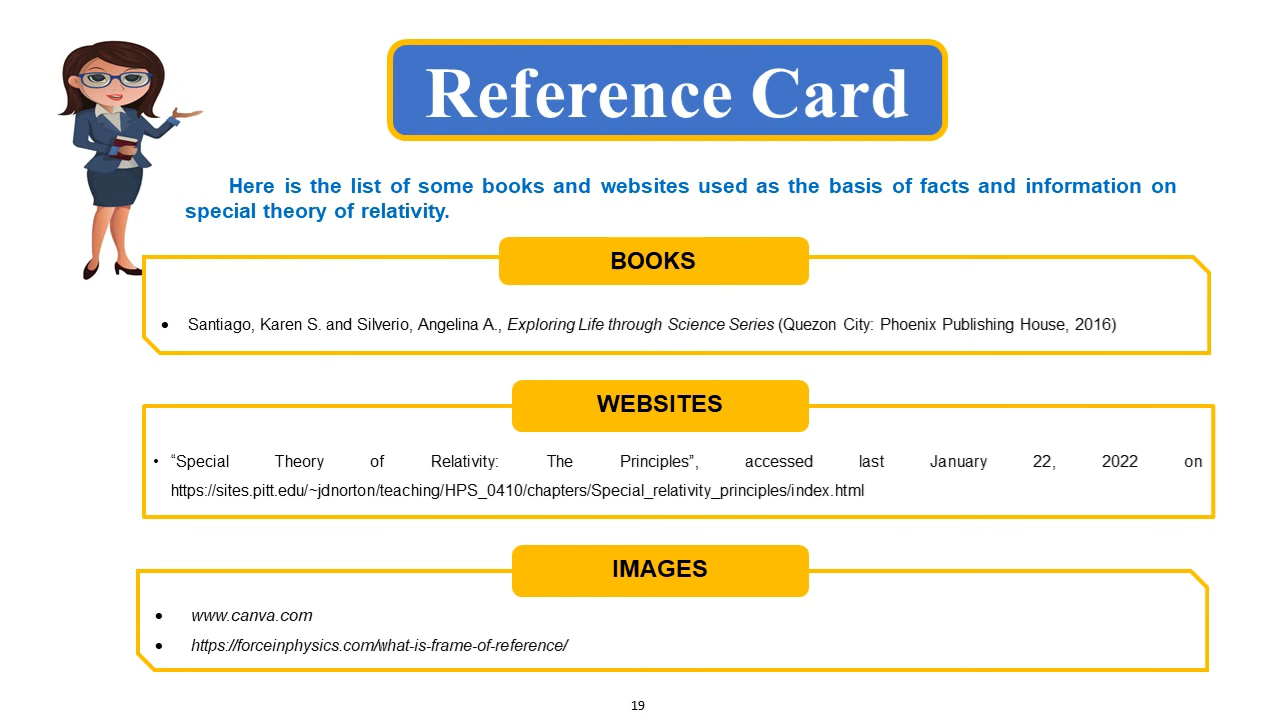 Reference Card
Here is the list of some books and websites used as the basis of facts and information on
special theory of relativity.
BOOKS
• Santiago, Karen S. and Silverio, Angelina A., Exploring Life through Science Series (Quezon City: Phoenix Publishing House, 2016)
WEBSITES
• “Special Theory of Relativity: The Principles”, accessed last January 22, 2022 on
https://sites.pitt.edu/~jdnorton/teaching/HPS_0410/chapters/Special_relativity_principles/index.html
IMAGES
• www.canva.com
• https://forceinphysics.com/what-is-frame-of-reference/
19